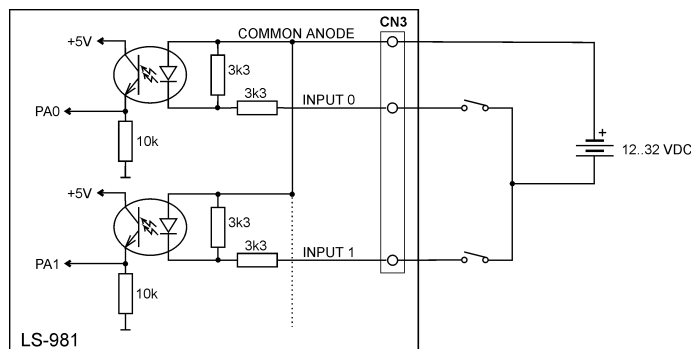 CN3
+5V
COMMON ANODE
3k3
3k3
INPUT 0
PA0
10k
+
12..32 VDC
+5V
3k3
3k3
INPUT 1
PA1
10k
LS-981